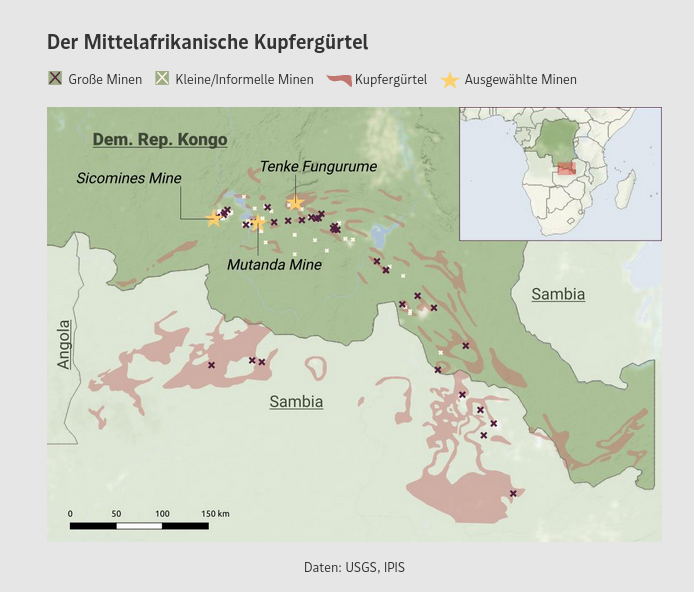 Der Mittelafrikanische Kupfergürtel
Große Minen
Kleine/Informelle Minen
Kupfergürtel
Ausgewählte Minen
Dem. Rep. Kongo
Tenke Fungurume
Sicomines Mine
Mutanda Mine
Sambia
Angola
Sambia
0 50 100 150 km
Daten: USGS, IPIS